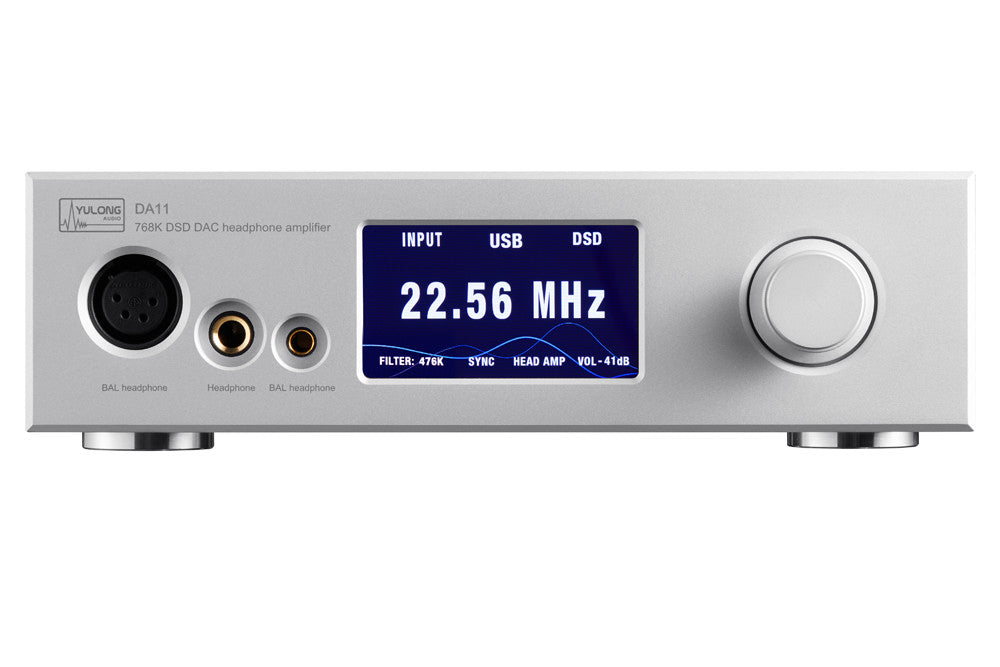 YULONG
AUDIO
DA11
768K DSD DAC headphone amplifier
INPUT USB DSD
22.56 MHz
FILTER: 476K SYNC HEAD AMP VOL-41dB
BAL headphone Headphone BAL headphone